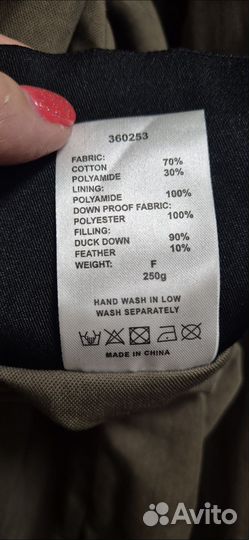 360253
FABRIC: 70%
COTTON 30%
POLYAMIDE
LINING:
POLYAMIDE 100%
DOWN PROOF FABRIC:
POLYESTER 100%
FILLING:
DUCK DOWN 90%
FEATHER 10%
WEIGHT: F
250g
HAND WASH IN LOW
WASH SEPARATELY
MADE IN CHINA
Avito